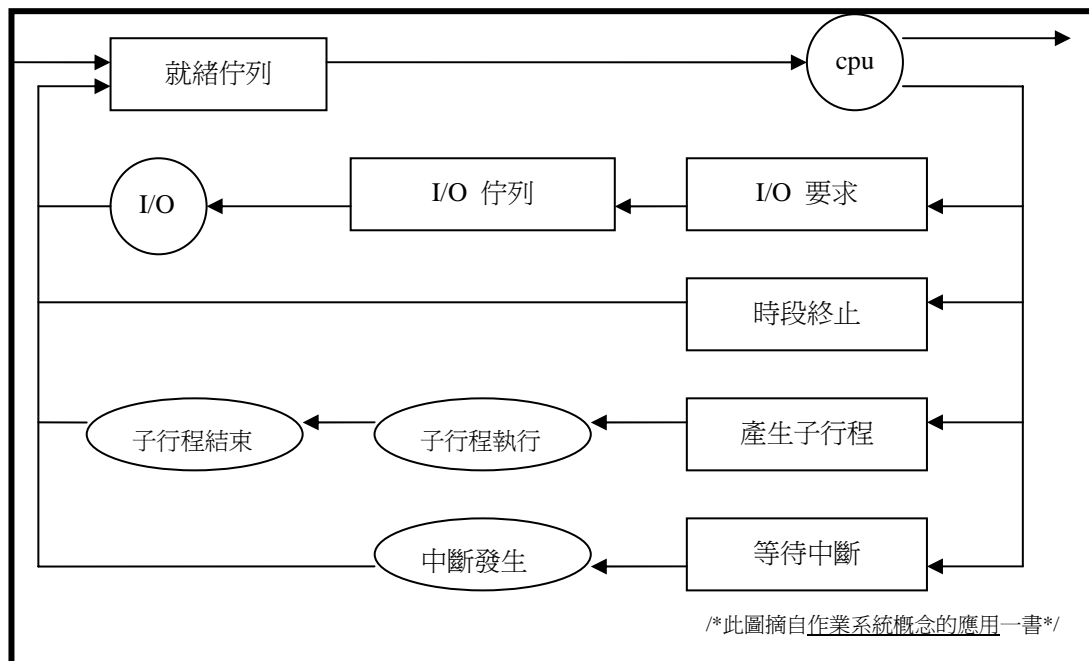 就緒佇列
cpu
I/O
I/O 佇列
I/O 要求
時段終止
子行程結束
子行程執行
產生子行程
中斷發生
等待中斷
/*此圖摘自作業系統概念的應用一書*/